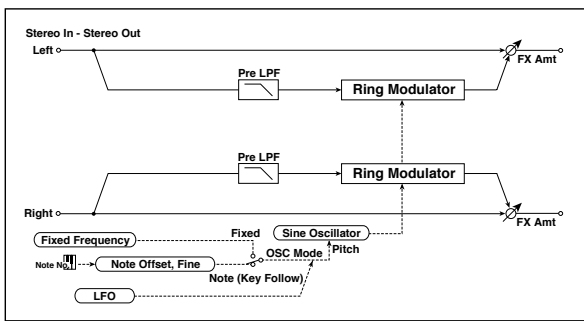 Stereo In - Stereo Out
Left
FX Amt
Pre LPF
Ring Modulator
Pre LPF
Ring Modulator
Right
FX Amt
Fixed
Sine Oscillator
Fixed Frequency
OSC Mode
Pitch
Note No.
Note Offset, Fine
Note (Key Follow)
LFO